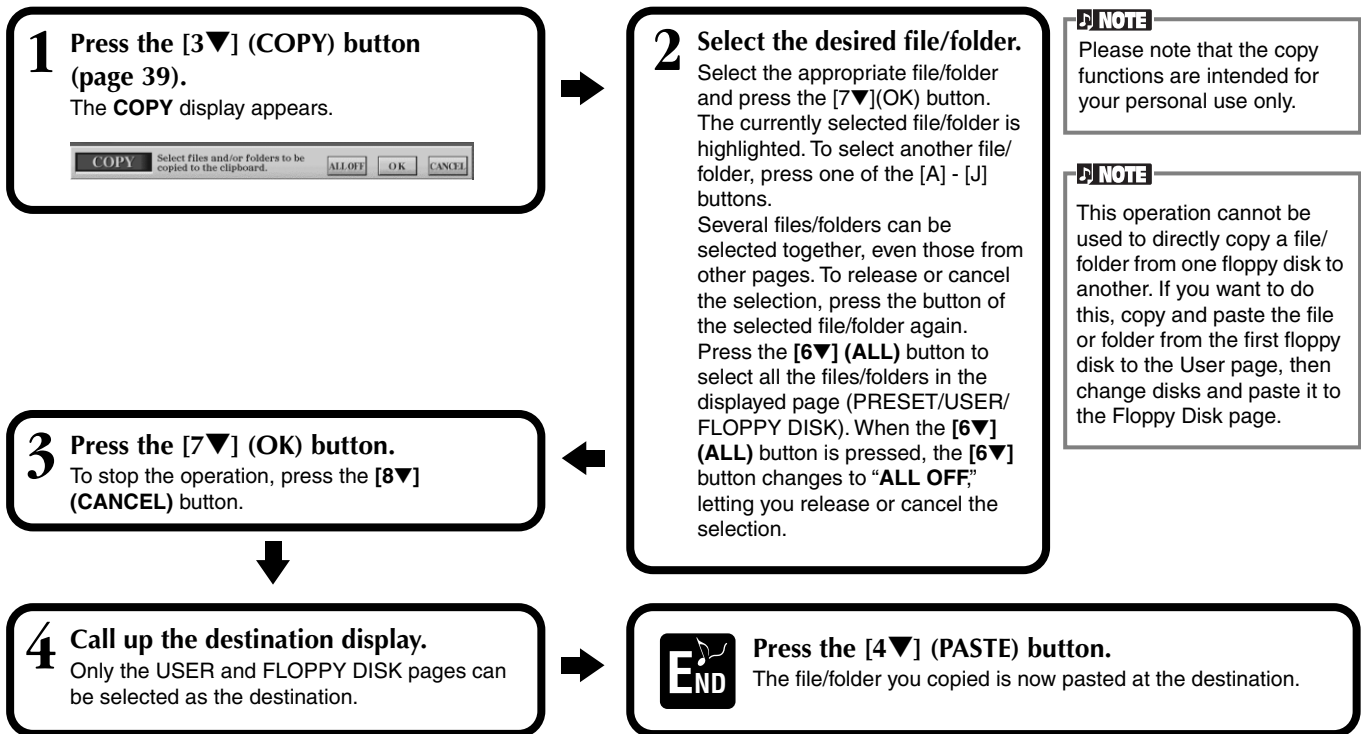 1 Press the [3▼] (COPY) button
(page 39).
The COPY display appears.
COPY Select files and/or folders to be
copied to the clipboard. ALL OFF OK CANCEL
2 Select the desired file/folder.
Select the appropriate file/folder
and press the [7▼](OK) button.
The currently selected file/folder is
highlighted. To select another file/
folder, press one of the [A] - [J]
buttons.
Several files/folders can be
selected together, even those from
other pages. To release or cancel
the selection, press the button of
the selected file/folder again.
Press the [6▼] (ALL) button to
select all the files/folders in the
displayed page (PRESET/USER/
FLOPPY DISK). When the [6▼]
(ALL) button is pressed, the [6▼]
button changes to “ALL OFF,”
letting you release or cancel the
selection.
NOTE
Please note that the copy
functions are intended for
your personal use only.
NOTE
This operation cannot be
used to directly copy a file/
folder from one floppy disk to
another. If you want to do
this, copy and paste the file
or folder from the first floppy
disk to the User page, then
change disks and paste it to
the Floppy Disk page.
3 Press the [7▼] (OK) button.
To stop the operation, press the [8▼]
(CANCEL) button.
4 Call up the destination display.
Only the USER and FLOPPY DISK pages can
be selected as the destination.
END
Press the [4▼] (PASTE) button.
The file/folder you copied is now pasted at the destination.